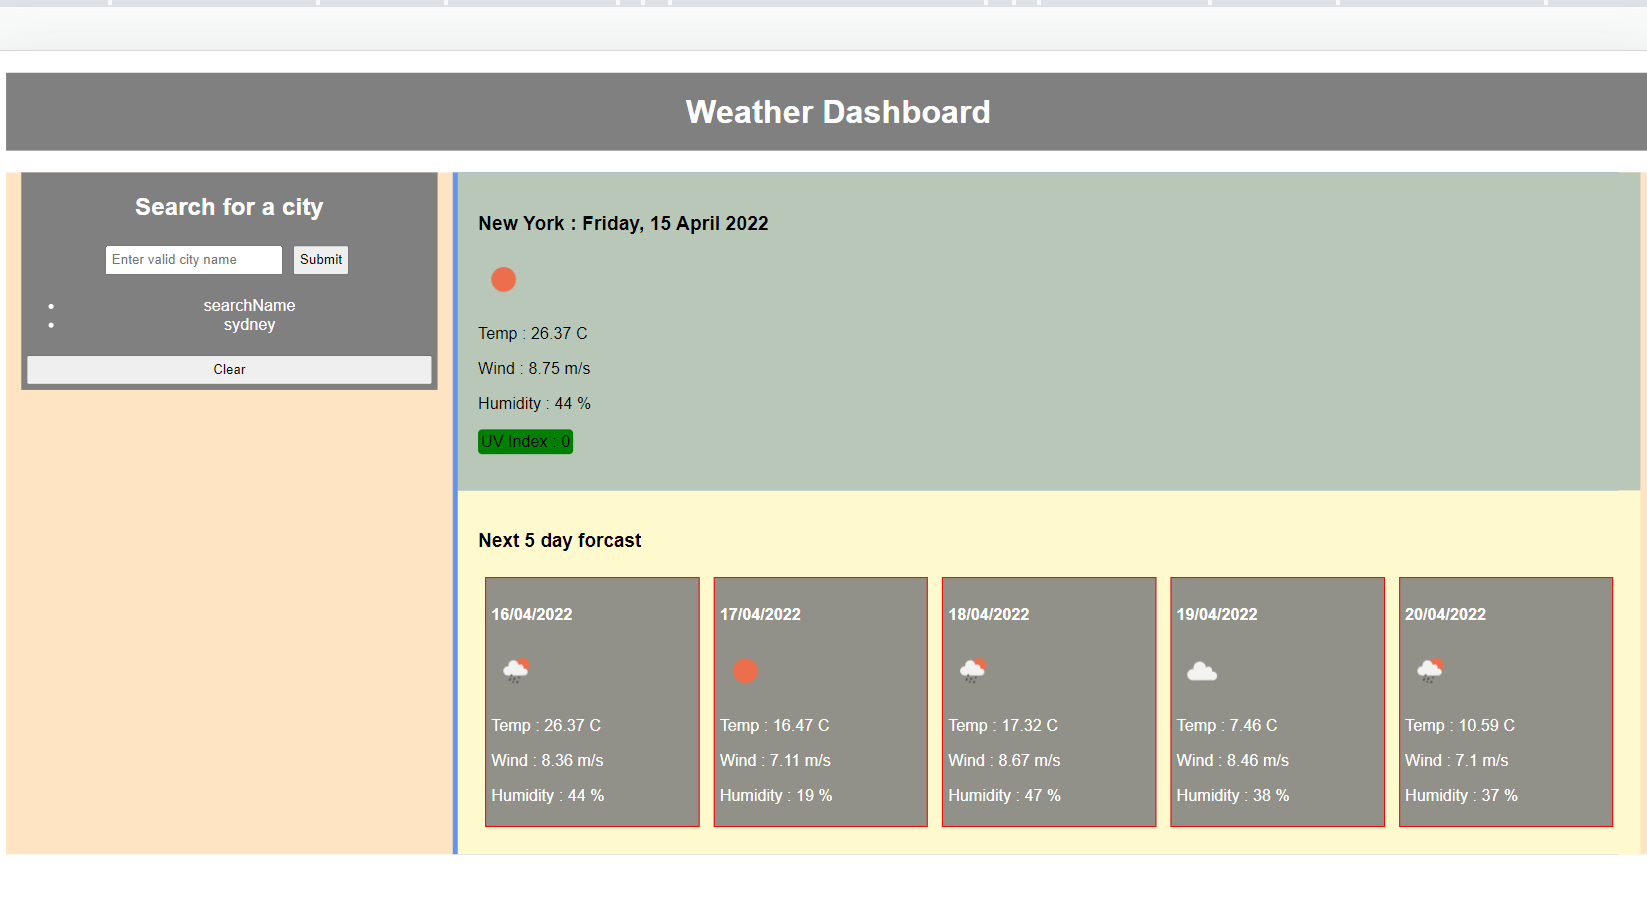 Weather Dashboard
Search for a city
Enter valid city name
Submit
searchName
sydney
Clear
New York : Friday, 15 April 2022
Temp : 26.37 C
Wind : 8.75 m/s
Humidity : 44 %
UV Index : 0
Next 5 day forcast
16/04/2022
Temp : 26.37 C
Wind : 8.36 m/s
Humidity : 44 %
17/04/2022
Temp : 16.47 C
Wind : 7.11 m/s
Humidity : 19 %
18/04/2022
Temp : 17.32 C
Wind : 8.67 m/s
Humidity : 47 %
19/04/2022
Temp : 7.46 C
Wind : 8.46 m/s
Humidity : 38 %
20/04/2022
Temp : 10.59 C
Wind : 7.1 m/s
Humidity : 37 %